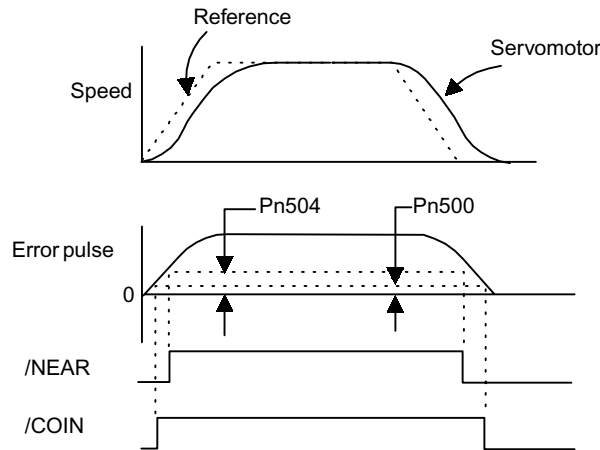 Reference
Servomotor
Speed
Pn504
Pn500
Error pulse
0
/NEAR
/COIN